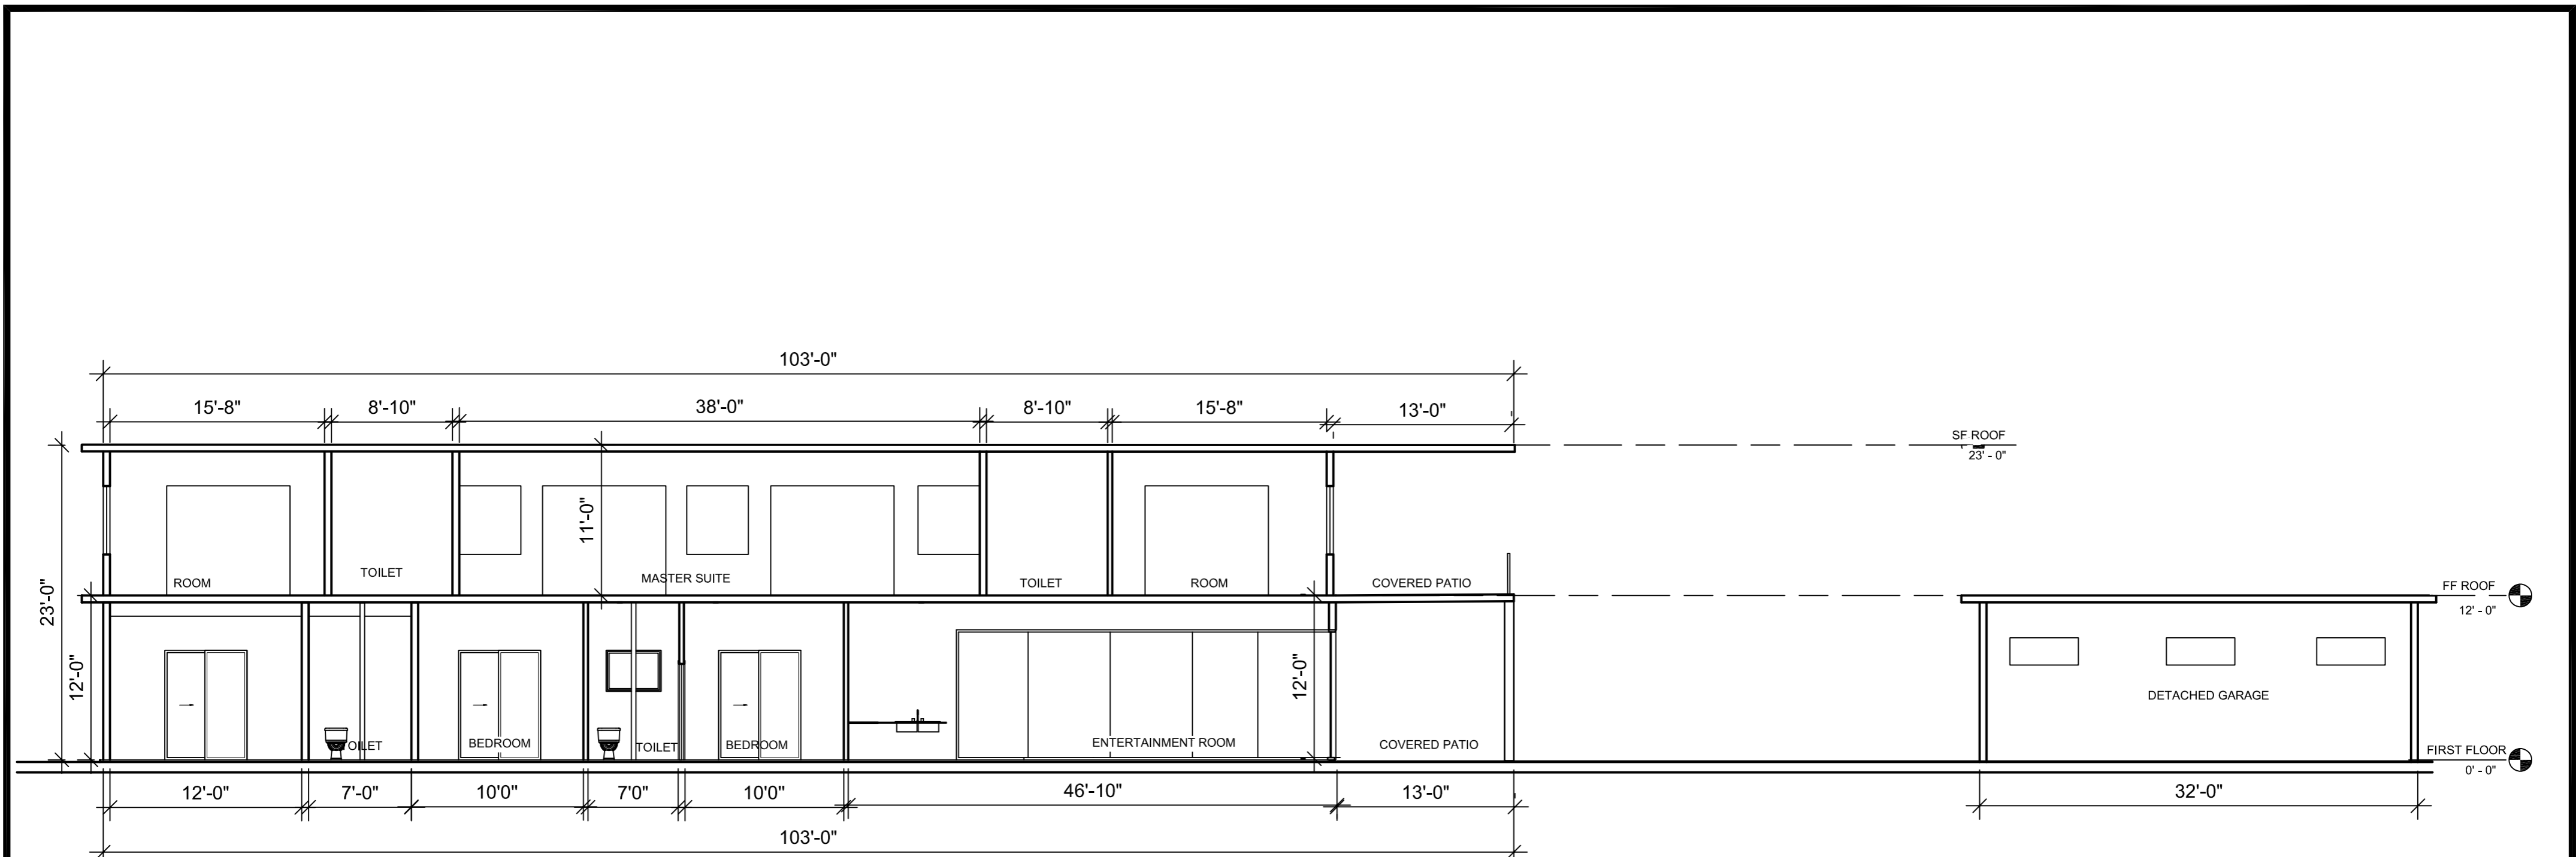 103'-0"
15'-8"
8'-10"
38'-0"
8'-10"
15'-8"
13'-0"
SF ROOF
23' - 0"
11'-0"
ROOM
TOILET
MASTER SUITE
TOILET
ROOM
COVERED PATIO
23'-0"
FF ROOF
12' - 0"
12'-0"
12'-0"
DETACHED GARAGE
TOILET
BEDROOM
TOILET
BEDROOM
ENTERTAINMENT ROOM
COVERED PATIO
FIRST FLOOR
0' - 0"
12'-0"
7'-0"
10'0"
7'0"
10'0"
46'-10"
13'-0"
32'-0"
103'-0"